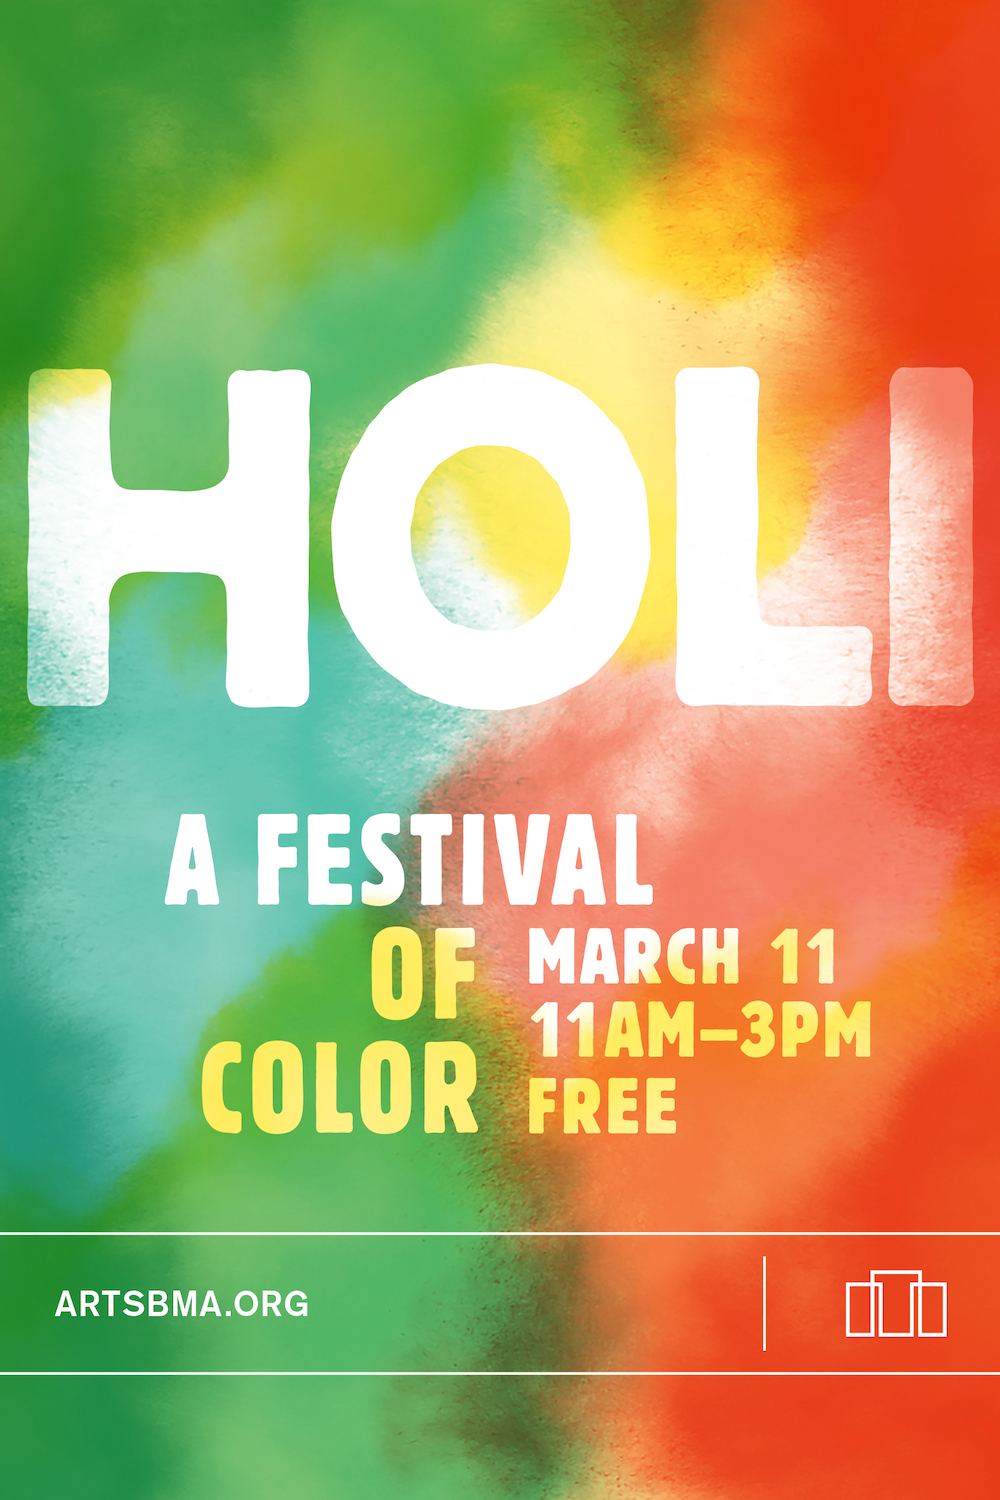 HOLI
A FESTIVAL
OF
COLOR
MARCH 11
11AM–3PM
FREE
ARTSBMA.ORG